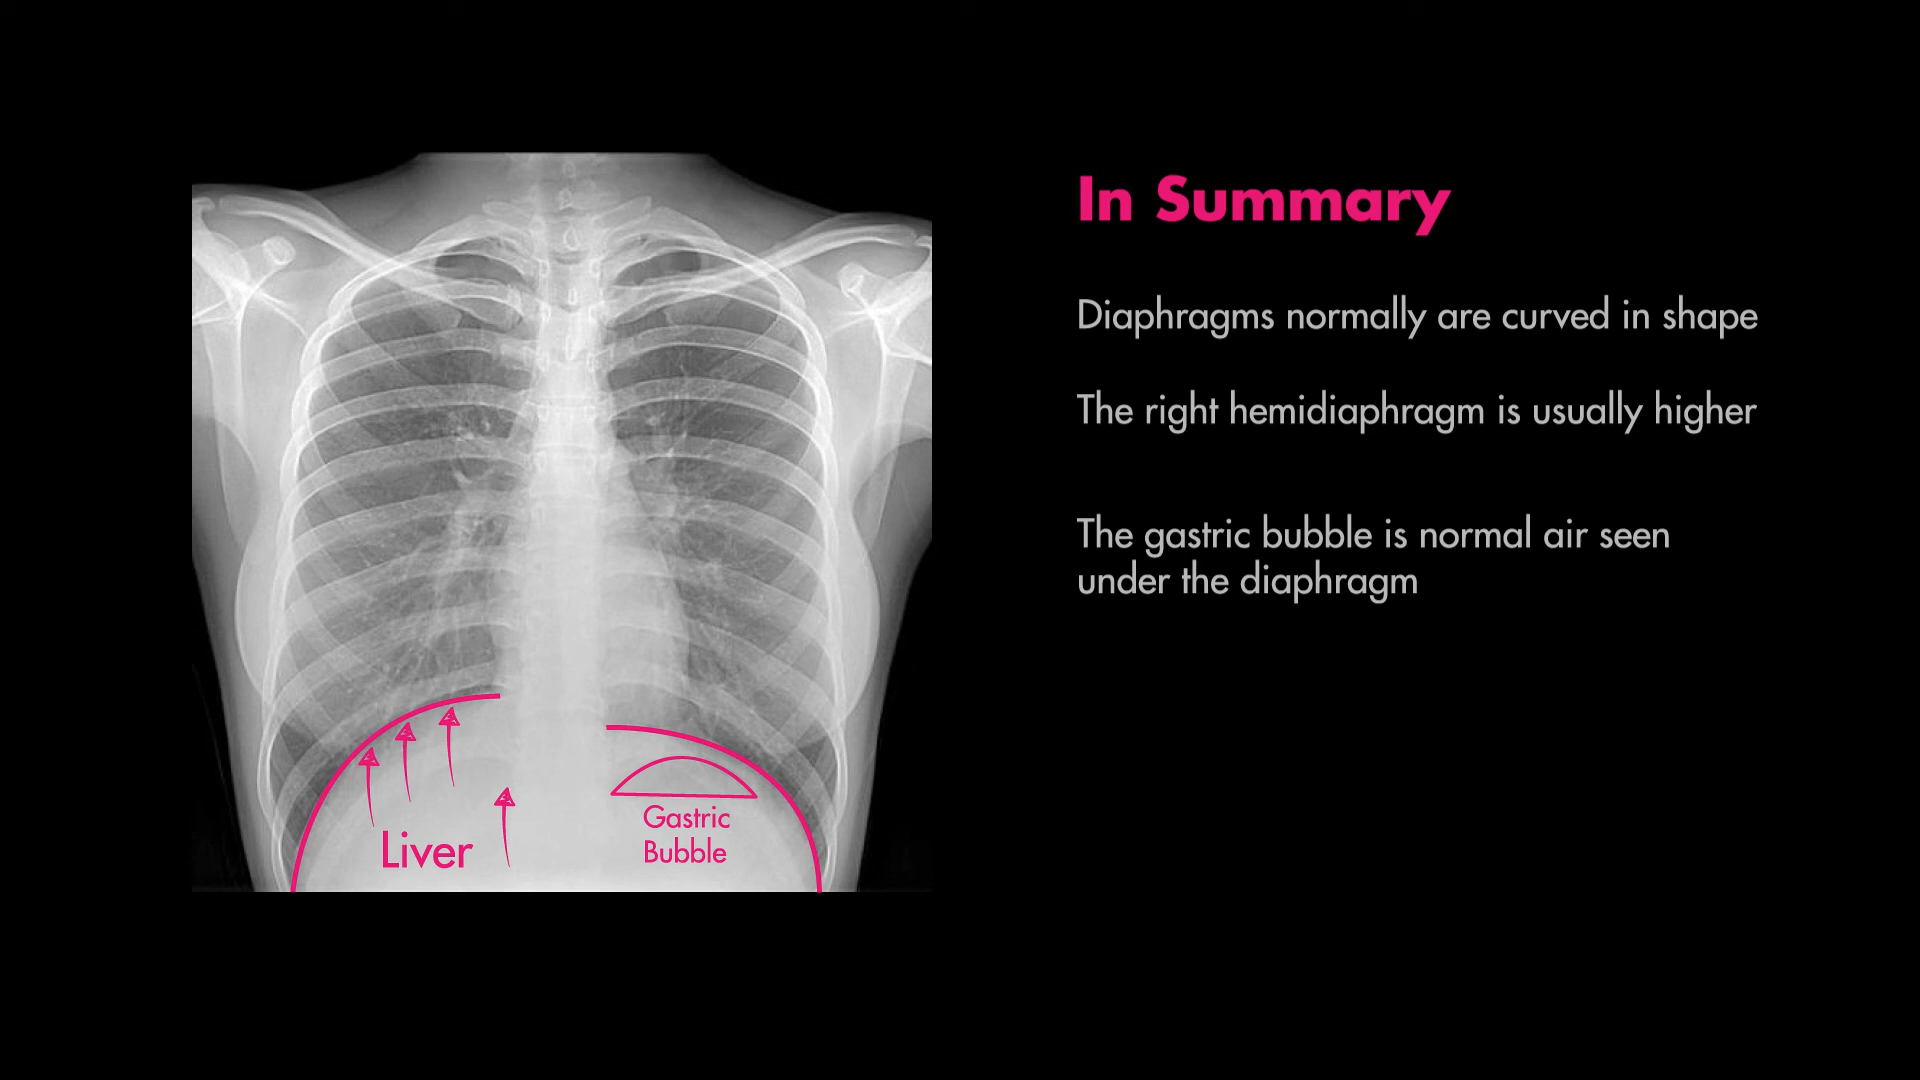 In Summary
Diaphragms normally are curved in shape
The right hemidiaphragm is usually higher
The gastric bubble is normal air seen
under the diaphragm
Liver
Gastric
Bubble